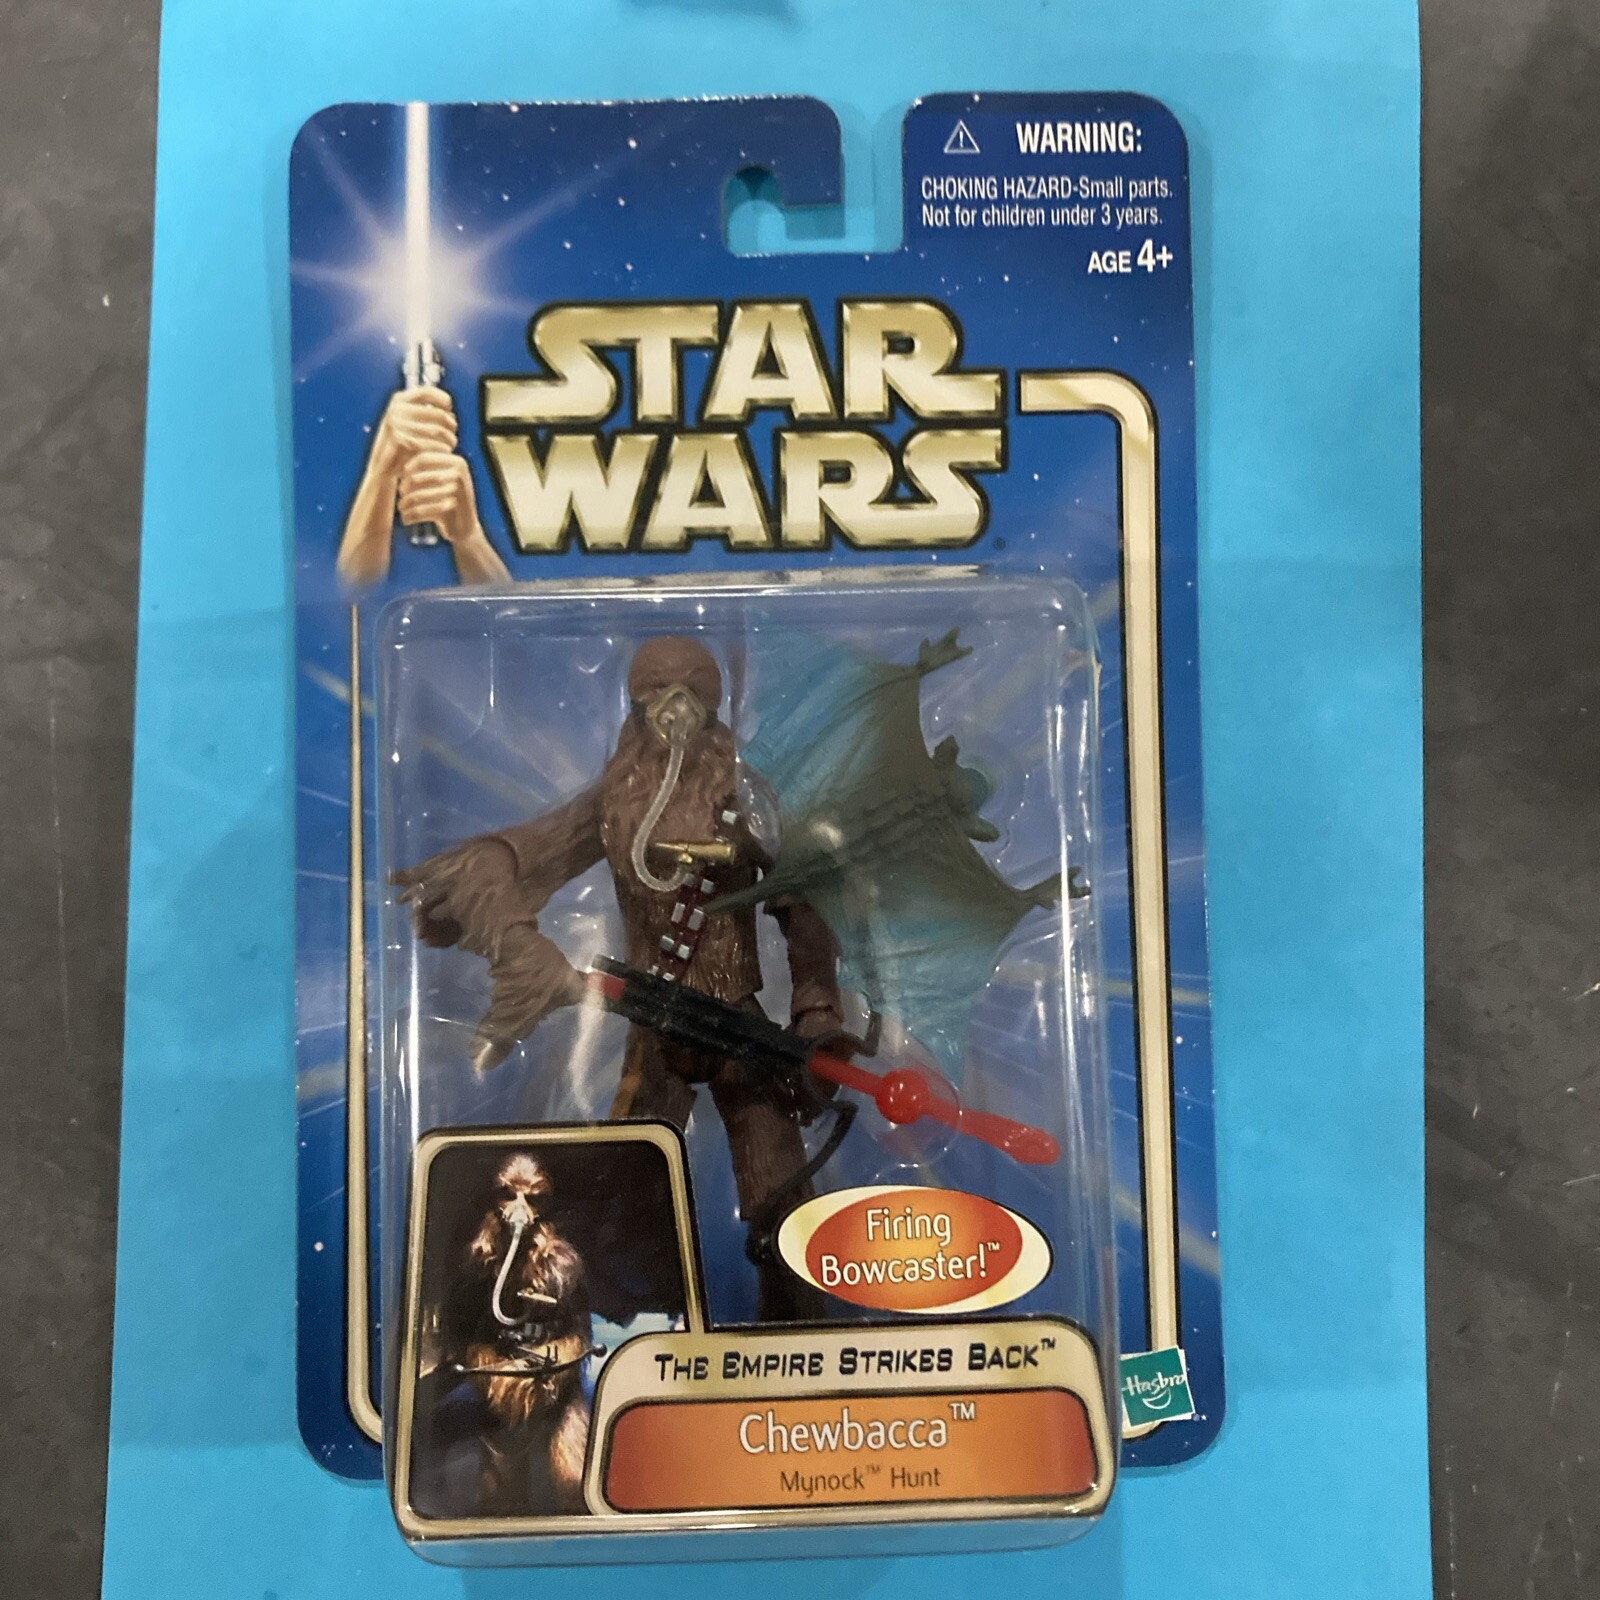 WARNING:
CHOKING HAZARD-Small parts.
Not for children under 3 years.
AGE 4+
STAR
WARS®
Firing
Bowcaster!™
THE EMPIRE STRIKES BACK™
Hasbro®
Chewbacca™
Mynock™ Hunt